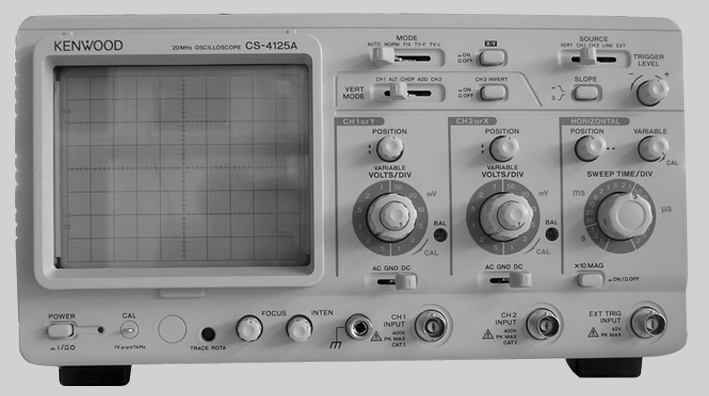 KENWOOD
20MHz OSCILLOSCOPE CS-4125A
MODE
AUTO NORM FIX TV-F TV-L
X-Y
ON
OFF
SOURCE
VERT CH1 CH2 LINE EXT
TRIGGER
LEVEL
- +
VERT
MODE
CH1 ALT CHOP ADD CH2
ON
OFF
CH2 INVERT
SLOPE
CH1 or Y
POSITION
VARIABLE
VOLTS/DIV
mV
BAL
CAL
AC GND DC
CH2 or X
POSITION
VARIABLE
VOLTS/DIV
mV
BAL
CAL
AC GND DC
HORIZONTAL
POSITION
VARIABLE
CAL
SWEEP TIME/DIV
ms
µs
S
X10 MAG
ON/OFF
POWER
CAL
TRACE ROTA
FOCUS
INTEN
CH1
INPUT
400V
PK MAX
CAT I
CH2
INPUT
400V
PK MAX
CAT I
EXT TRIG
INPUT
42V
PK MAX